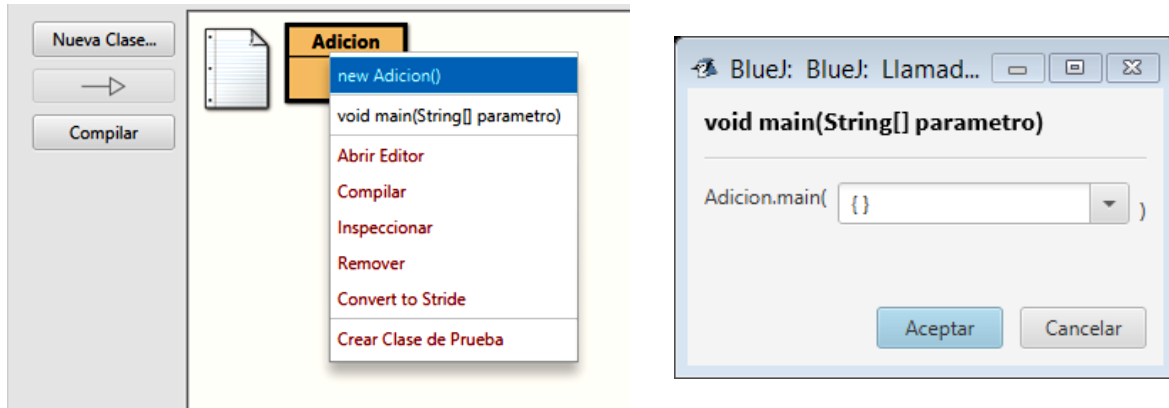 Nueva Clase...
Compilar
Adicion
new Adicion()
void main(String[] parametro)
Abrir Editor
Compilar
Inspeccionar
Remover
Convert to Stride
Crear Clase de Prueba
BlueJ: BlueJ: Llamad...
void main(String[] parametro)
Adicion.main( { } )
Aceptar Cancelar